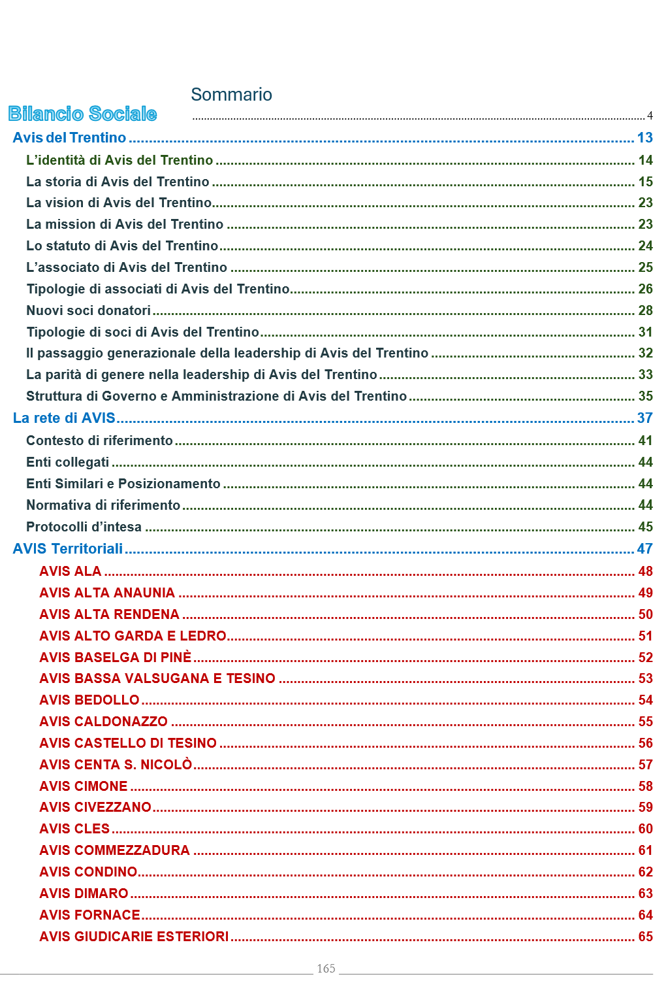 Sommario
Bilancio Sociale ........ 4
Avis del Trentino ........ 13
L’identità di Avis del Trentino ........ 14
La storia di Avis del Trentino ........ 15
La vision di Avis del Trentino ........ 23
La mission di Avis del Trentino ........ 23
Lo statuto di Avis del Trentino ........ 24
L’associato di Avis del Trentino ........ 25
Tipologie di associati di Avis del Trentino ........ 26
Nuovi soci donatori ........ 28
Tipologie di soci di Avis del Trentino ........ 31
Il passaggio generazionale della leadership di Avis del Trentino ........ 32
La parità di genere nella leadership di Avis del Trentino ........ 33
Struttura di Governo e Amministrazione di Avis del Trentino ........ 35
La rete di AVIS ........ 37
Contesto di riferimento ........ 41
Enti collegati ........ 44
Enti Similari e Posizionamento ........ 44
Normativa di riferimento ........ 44
Protocolli d’intesa ........ 45
AVIS Territoriali ........ 47
AVIS ALA ........ 48
AVIS ALTA ANAUNIA ........ 49
AVIS ALTA RENDENA ........ 50
AVIS ALTO GARDA E LEDRO ........ 51
AVIS BASELGA DI PINÈ ........ 52
AVIS BASSA VALSUGANA E TESINO ........ 53
AVIS BEDOLLO ........ 54
AVIS CALDONAZZO ........ 55
AVIS CASTELLO DI TESINO ........ 56
AVIS CENTA S. NICOLÒ ........ 57
AVIS CIMONE ........ 58
AVIS CIVEZZANO ........ 59
AVIS CLES ........ 60
AVIS COMMEZZADURA ........ 61
AVIS CONDINO ........ 62
AVIS DIMARO ........ 63
AVIS FORNACE ........ 64
AVIS GIUDICARIE ESTERIORI ........ 65
165